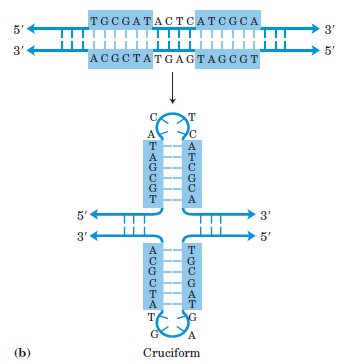 5′ TGCGATACTCATCGCA 3′
3′ ACGCTATGAGTAGCGT 5′
C T
A C
T A
A T
G C
C G
G C
T A
5′ 3′
3′ 5′
A T
C G
G C
C G
T A
A T
T G
G A
(b) Cruciform